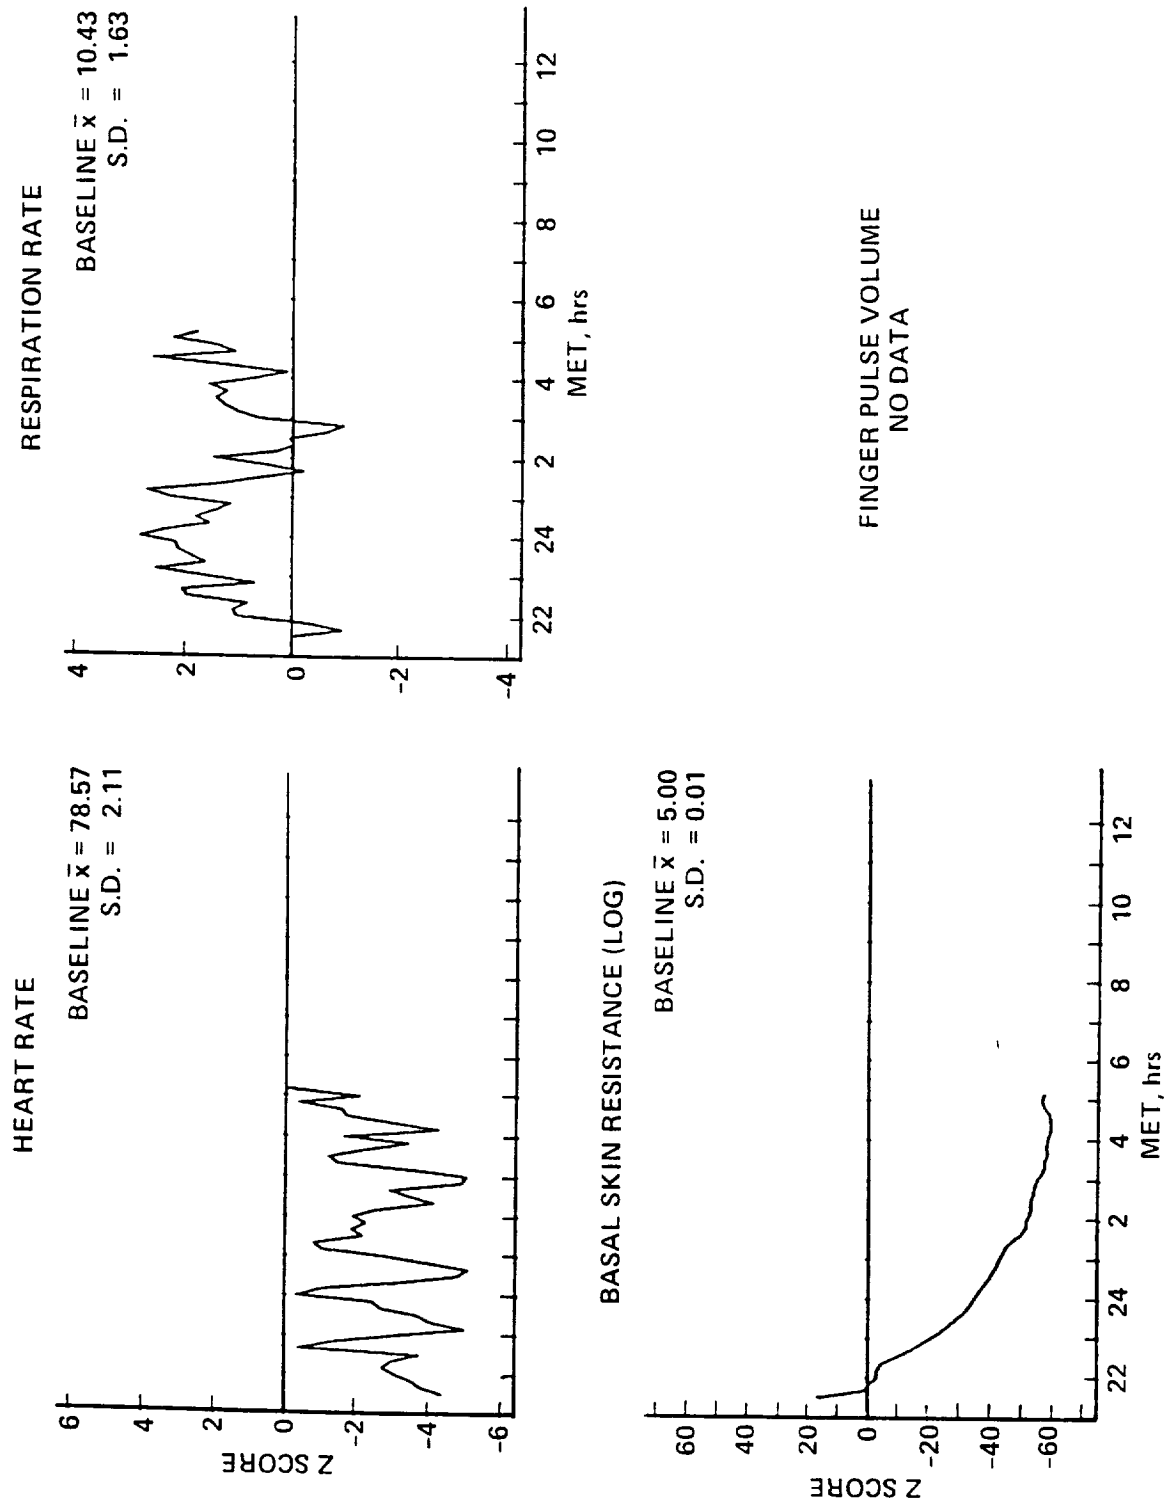 HEART RATE
BASELINE x̄ = 78.57
S.D. = 2.11
6
4
2
0
-2
-4
-6
Z SCORE
RESPIRATION RATE
BASELINE x̄ = 10.43
S.D. = 1.63
4
2
0
-2
-4
22 24 2 4 6 8 10 12
MET, hrs
BASAL SKIN RESISTANCE (LOG)
BASELINE x̄ = 5.00
S.D. = 0.01
60
40
20
0
-20
-40
-60
Z SCORE
22 24 2 4 6 8 10 12
MET, hrs
FINGER PULSE VOLUME
NO DATA